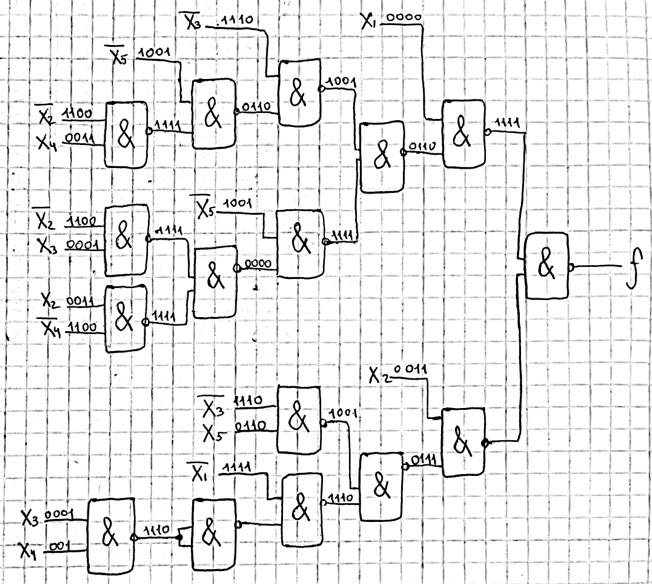 X̅₃ 1110
X₁ 0000
X̅₅ 1001
& 1001
X̅₂ 1100
X₄ 0011
& 1111
& 0110
& 1111
& 0110
X̅₅ 1001
X̅₂ 1100
X₃ 0001
& 1111
& 1111
& 0000
& f
X₂ 0011
X̅₄ 1100
& 1111
X₂ 0011
X̅₃ 1110
X₅ 0110
& 1001
&
X̅₁ 1111
& 0111
& 1110
X₃ 0001
X₄ 001
& 1110
&